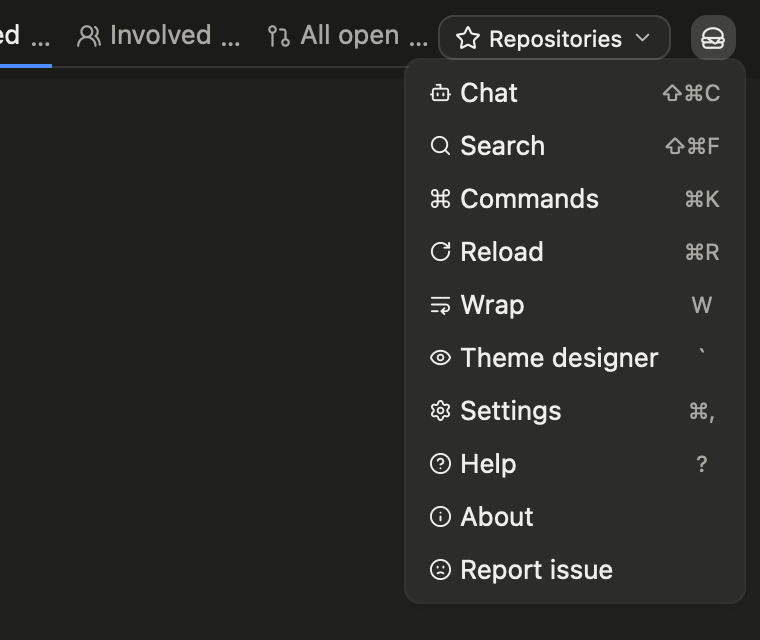 ed ...
Involved ...
All open ...
Repositories
Chat ⇧⌘C
Search ⇧⌘F
Commands ⌘K
Reload ⌘R
Wrap W
Theme designer `
Settings ⌘,
Help ?
About
Report issue